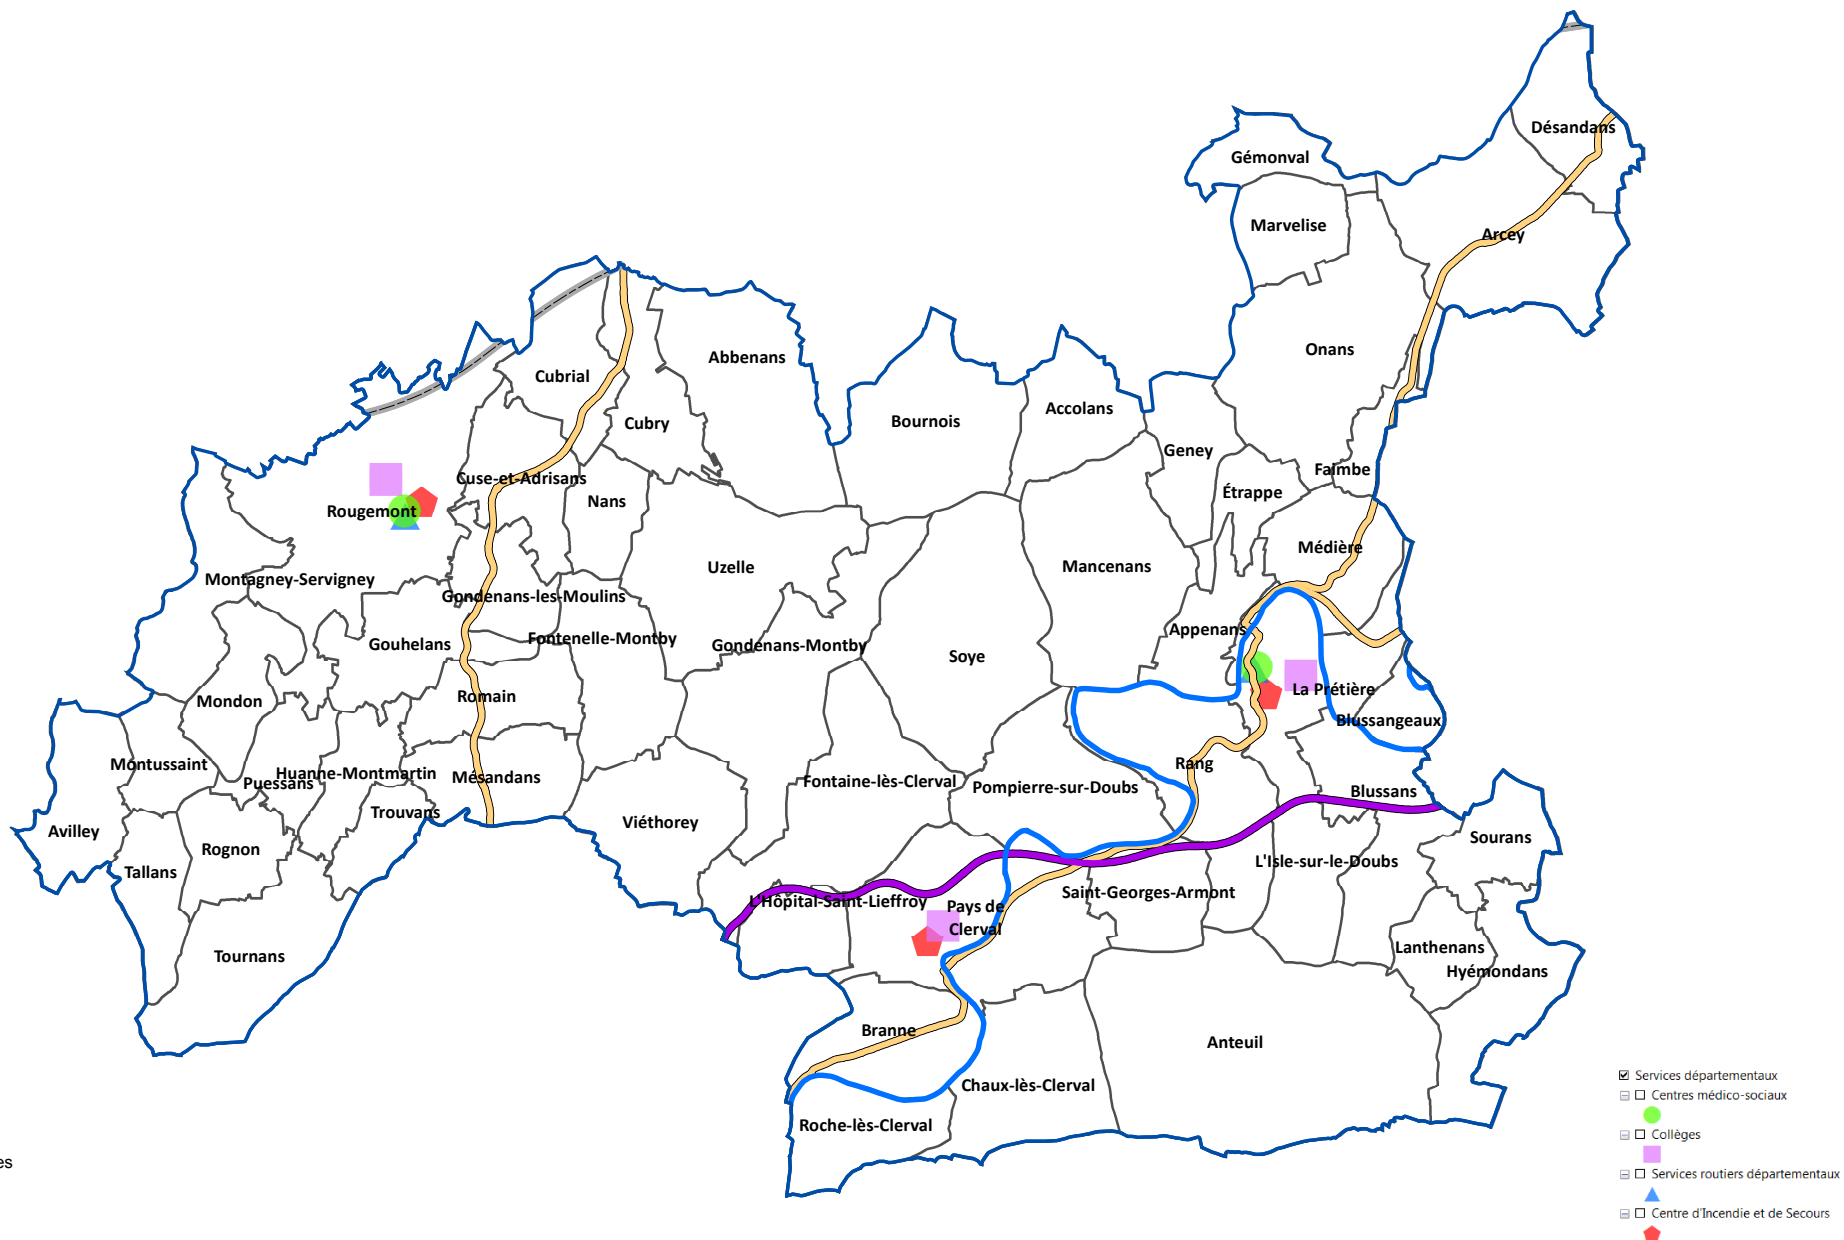 Désandans
Gémonval
Marvelise
Arcey
Onans
Abbenans
Cubrial
Accolans
Bournois
Cubry
Geney
Faimbe
Cuse-et-Adrisans
Étrappe
Nans
Rougemont
Médière
Mancenans
Uzelle
Montagney-Servigney
Gondenans-les-Moulins
Appenans
Fontenelle-Montby
Gouhelans
Gondenans-Montby
Soye
La Prétière
Romain
Mondon
Blussangeaux
Rang
Montussaint
Huanne-Montmartin
Mésandans
Puessans
Fontaine-lès-Clerval
Pompierre-sur-Doubs
Blussans
Trouvans
Viéthorey
Avilley
Sourans
Rognon
L'Isle-sur-le-Doubs
Tallans
Saint-Georges-Armont
L'Hôpital-Saint-Lieffroy
Pays de
Clerval
Lanthenans
Tournans
Hyémondans
Branne
Anteuil
Chaux-lès-Clerval
Roche-lès-Clerval
es
Services départementaux
Centres médico-sociaux
Collèges
Services routiers départementaux
Centre d'Incendie et de Secours